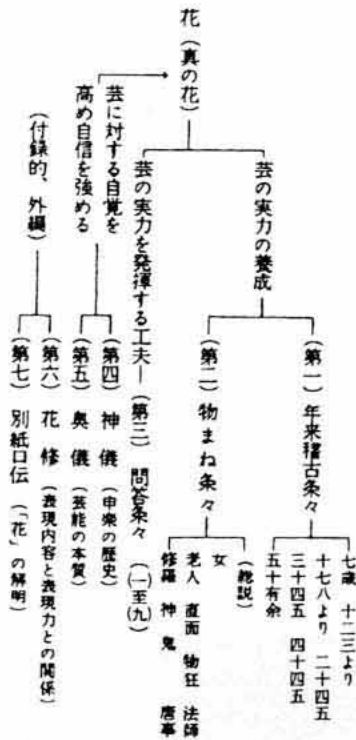 花（真の花）
芸の実力の養成
（第一）年来稽古条々
七歳 十二三より
十七八より 二十四五
三十四五 四十四五
五十有余
（第二）物まね条々
（総説）
女
老人 直面 物狂 法師
修羅 神 鬼 唐事
芸の実力を発揮する工夫―（第三）問答条々（一至九）
芸に対する自覚を
高め自信を強める
（第四）神儀（申楽の歴史）
（第五）奥儀（芸能の本質）
（付録的、外編）
（第六）花修（表現内容と表現力との関係）
（第七）別紙口伝（「花」の解明）